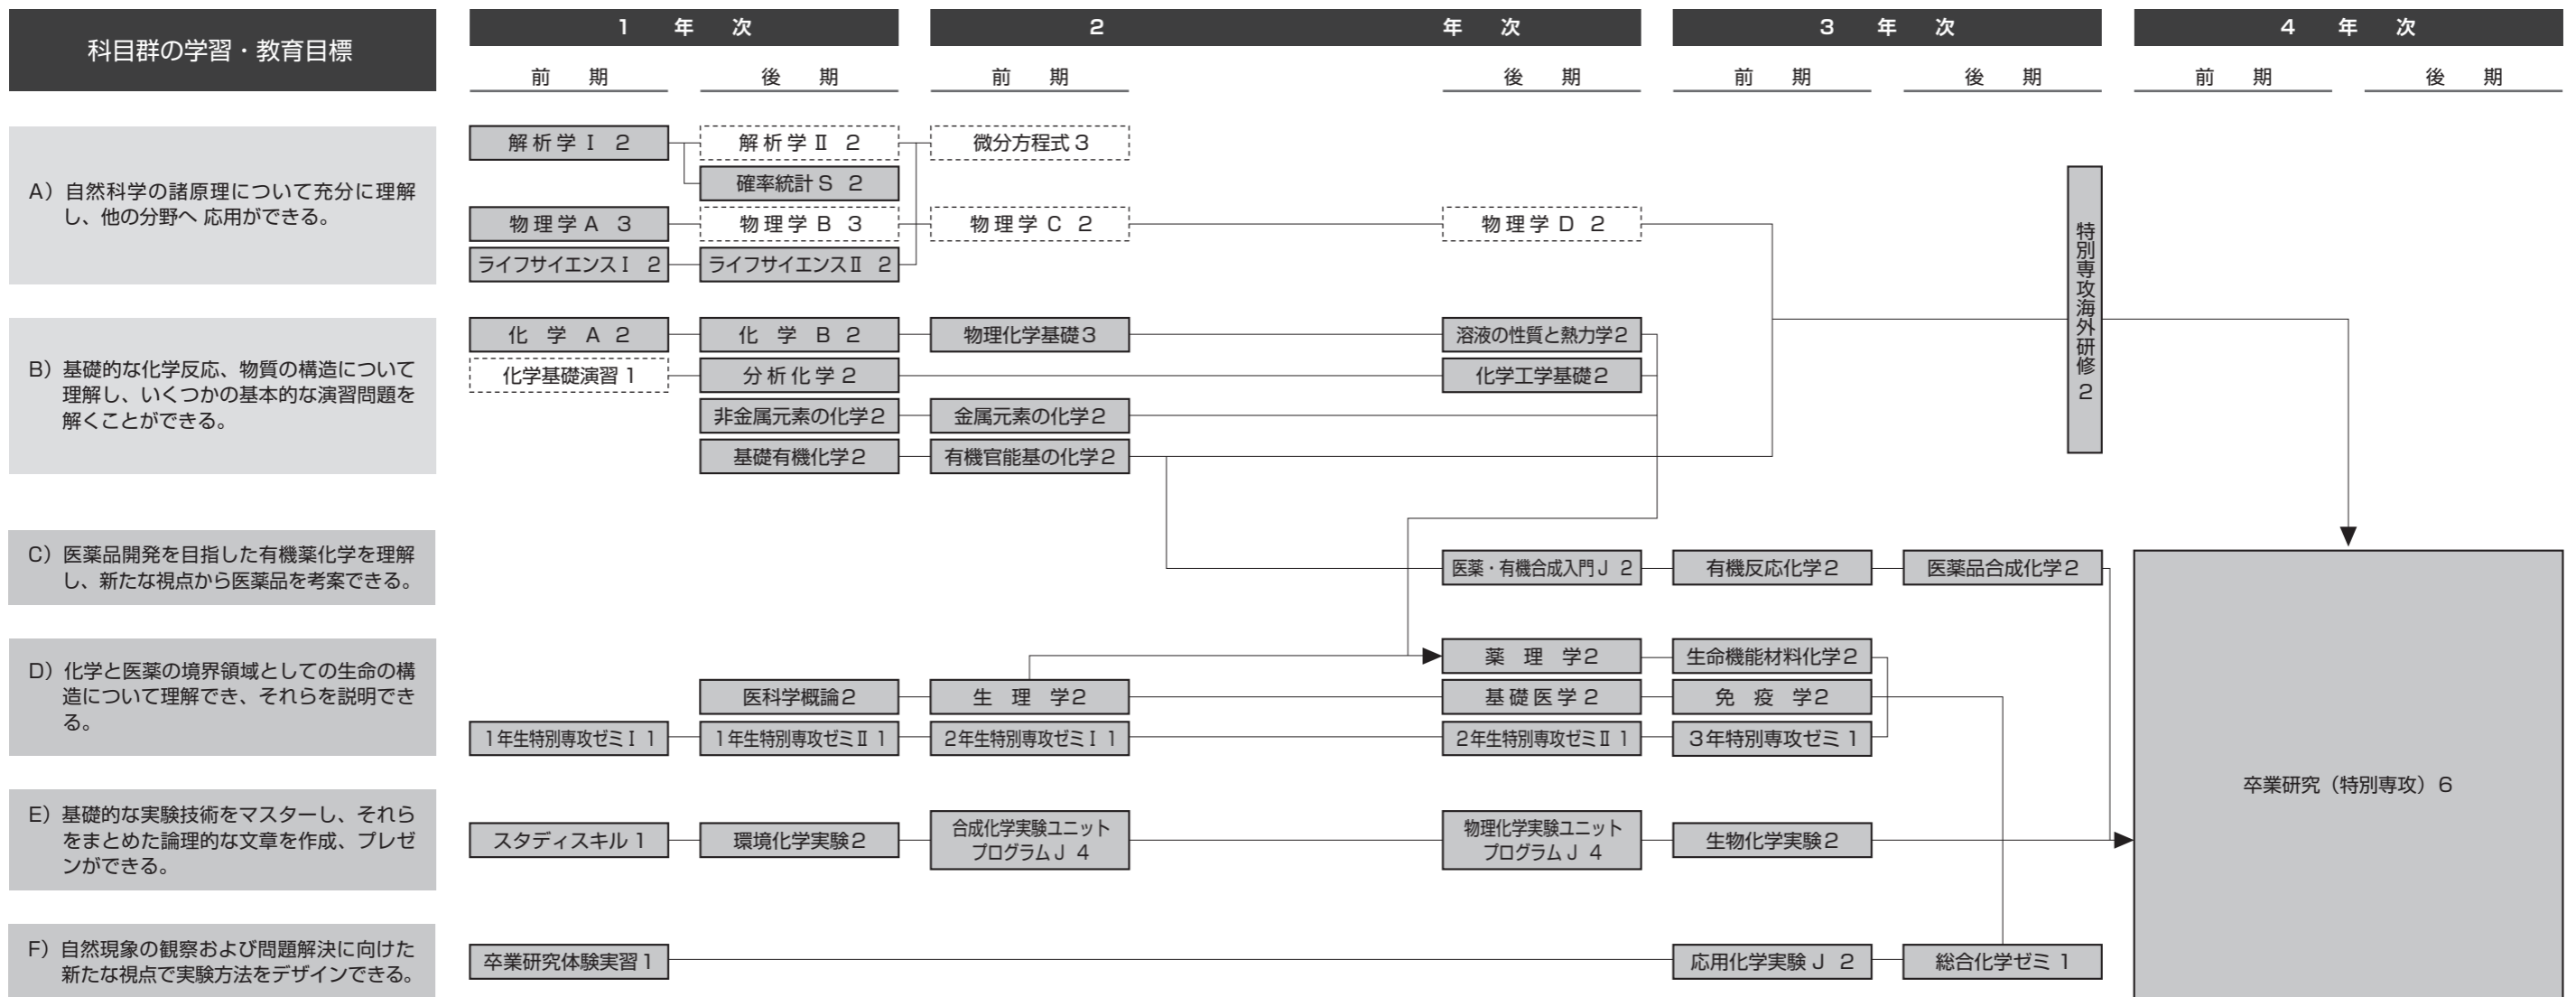 科目群の学習・教育目標
1 年 次
2 年 次
3 年 次
4 年 次
前 期
後 期
前 期
後 期
前 期
後 期
前 期
後 期
A）自然科学の諸原理について充分に理解
し、他の分野へ 応用ができる。
解析学Ⅰ 2
解析学Ⅱ 2
微分方程式 3
確率統計S 2
物理学A 3
物理学B 3
物理学C 2
物理学D 2
ライフサイエンスⅠ 2
ライフサイエンスⅡ 2
特別専攻海外研修 2
B）基礎的な化学反応、物質の構造について
理解し、いくつかの基本的な演習問題を
解くことができる。
化 学 A 2
化 学 B 2
物理化学基礎3
溶液の性質と熱力学2
化学基礎演習 1
分析化学 2
化学工学基礎2
非金属元素の化学2
金属元素の化学2
基礎有機化学2
有機官能基の化学2
C）医薬品開発を目指した有機薬化学を理解
し、新たな視点から医薬品を考案できる。
医薬・有機合成入門J 2
有機反応化学2
医薬品合成化学2
D）化学と医薬の境界領域としての生命の構
造について理解でき、それらを説明でき
る。
薬 理 学2
生命機能材料化学2
医科学概論2
生 理 学2
基礎医学 2
免 疫 学2
1年生特別専攻ゼミⅠ 1
1年生特別専攻ゼミⅡ 1
2年生特別専攻ゼミⅠ 1
2年生特別専攻ゼミⅡ 1
3年特別専攻ゼミ 1
卒業研究（特別専攻）6
E）基礎的な実験技術をマスターし、それら
をまとめた論理的な文章を作成、プレゼ
ンができる。
スタディスキル 1
環境化学実験2
合成化学実験ユニット
プログラムJ 4
物理化学実験ユニット
プログラムJ 4
生物化学実験2
F）自然現象の観察および問題解決に向けた
新たな視点で実験方法をデザインできる。
卒業研究体験実習1
応用化学実験J 2
総合化学ゼミ 1